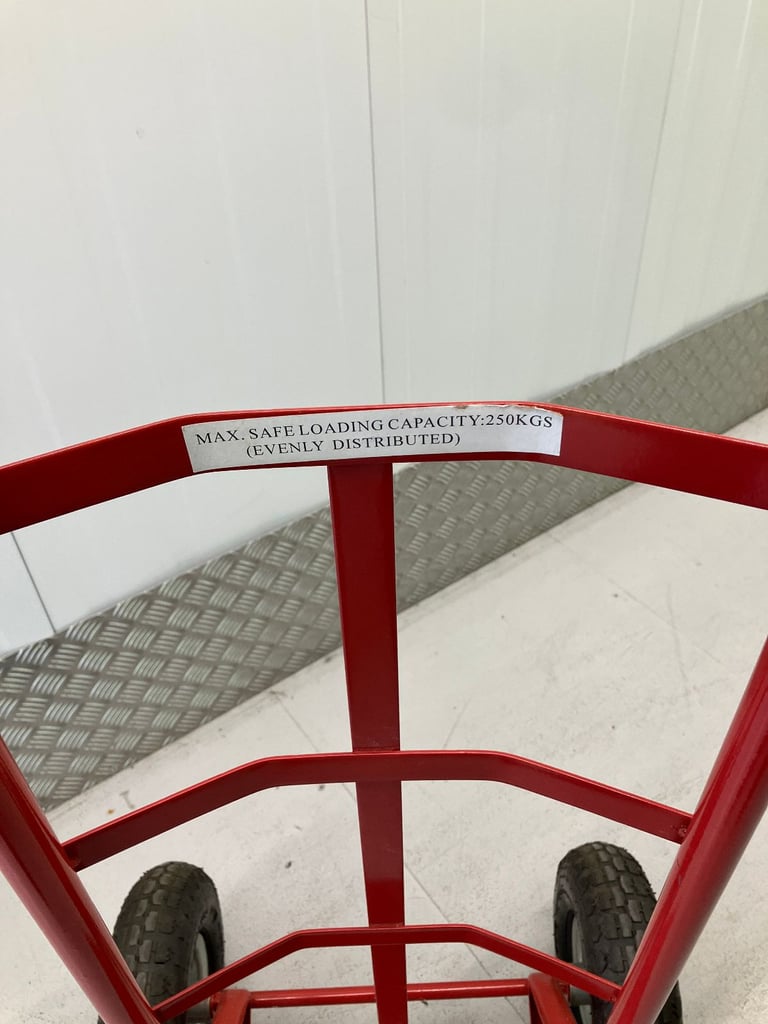 MAX. SAFE LOADING CAPACITY:250KGS
(EVENLY DISTRIBUTED)